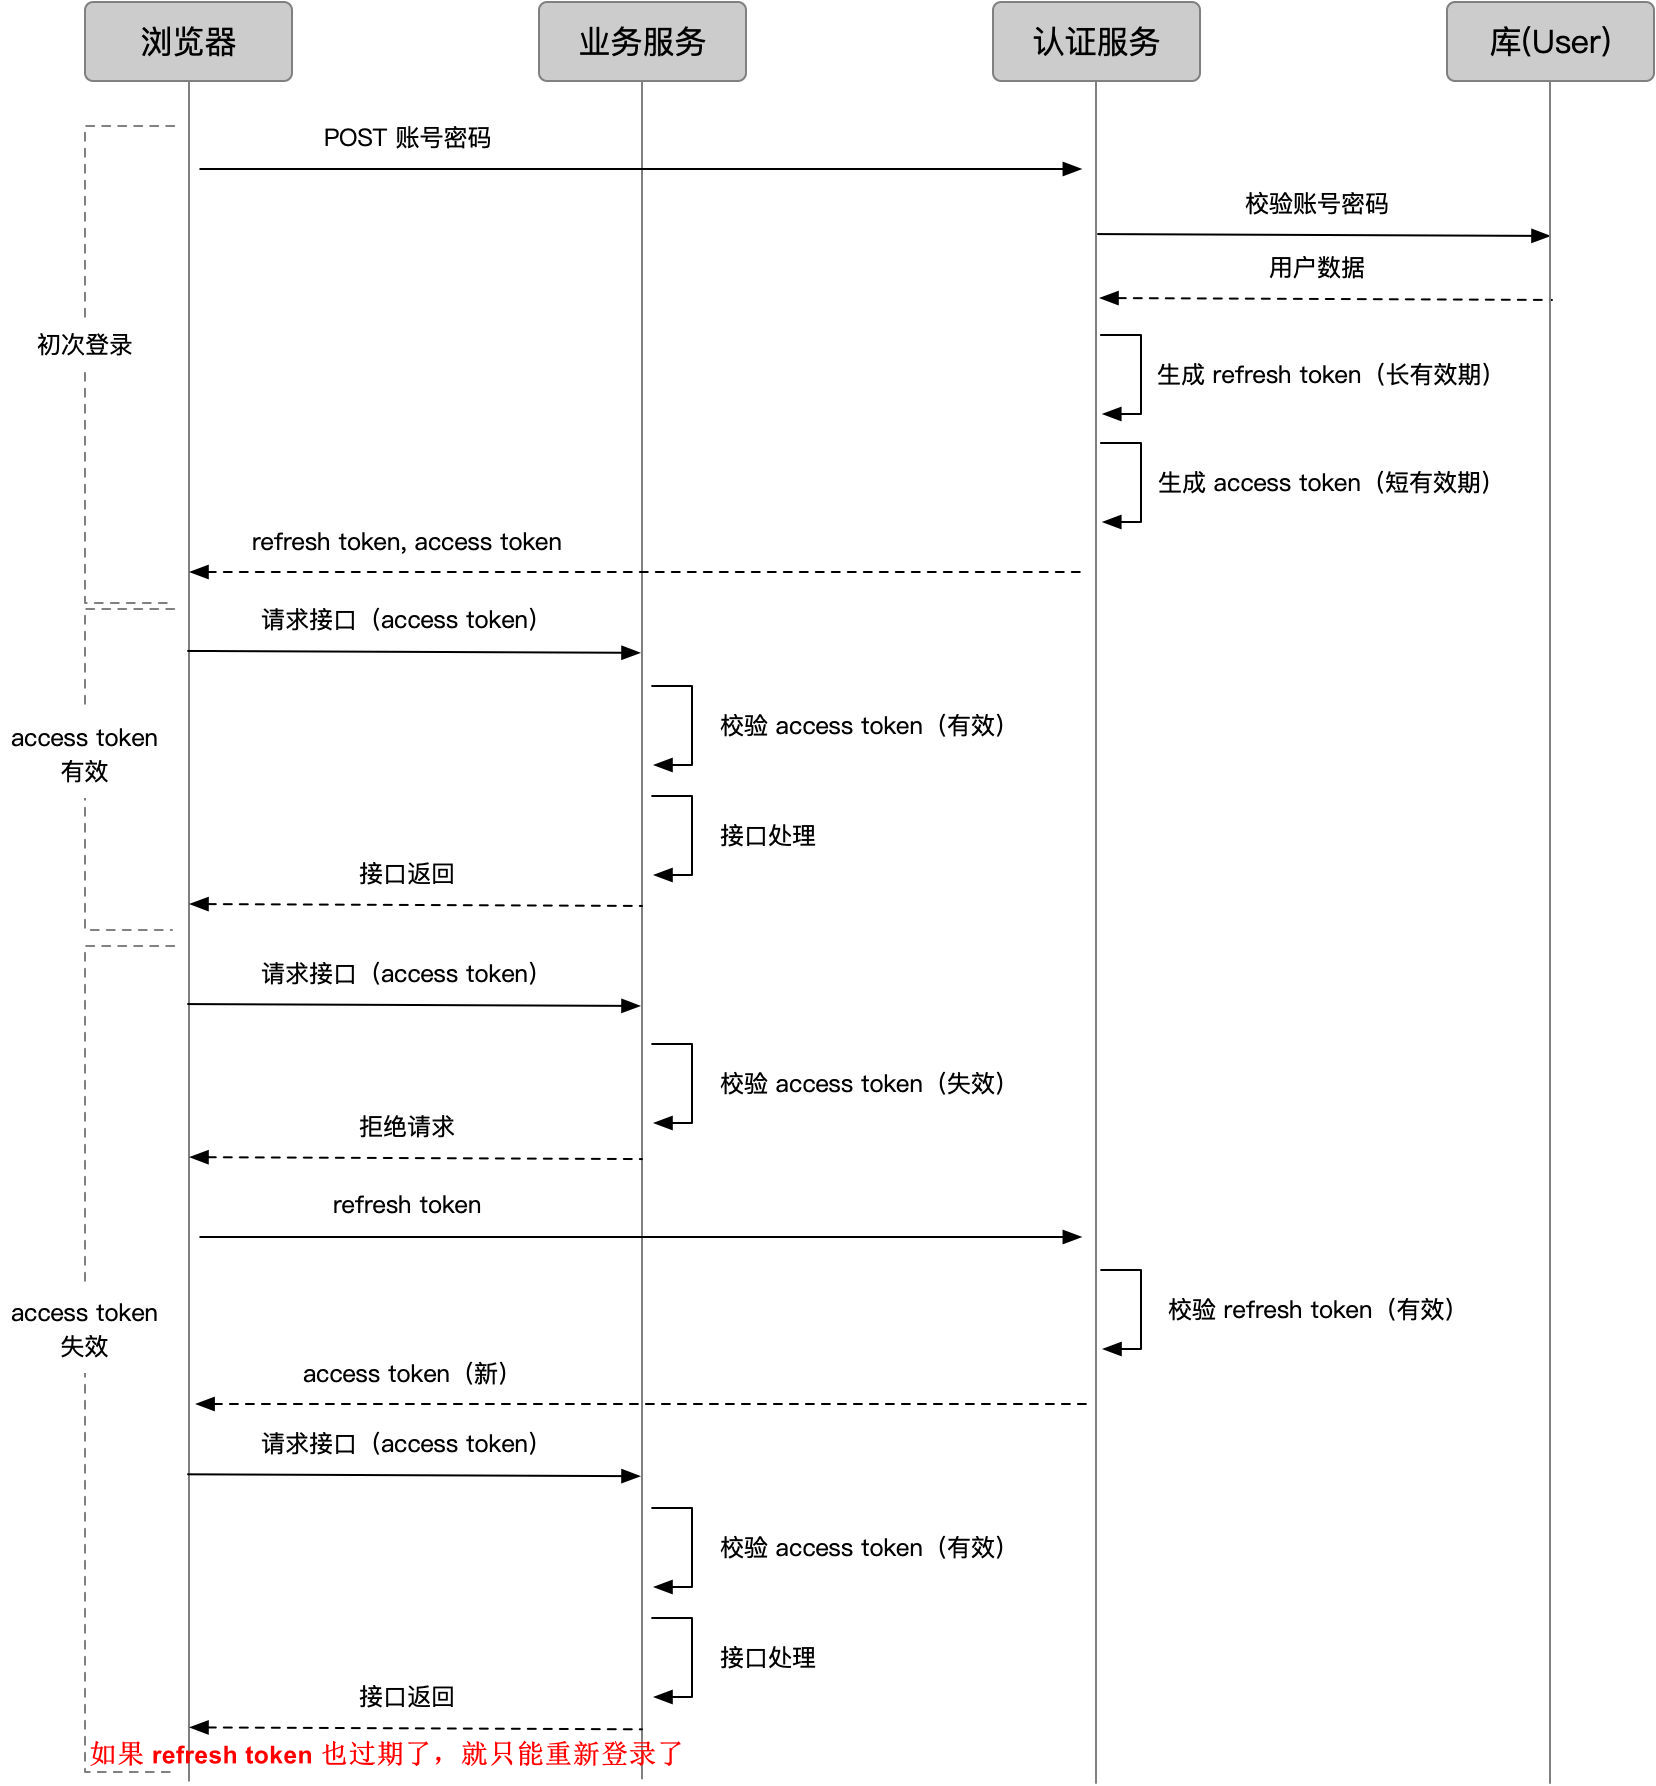 浏览器
业务服务
认证服务
库(User)
POST 账号密码
校验账号密码
用户数据
初次登录
生成 refresh token（长有效期）
生成 access token（短有效期）
refresh token, access token
请求接口（access token）
校验 access token（有效）
access token
有效
接口处理
接口返回
请求接口（access token）
校验 access token（失效）
拒绝请求
refresh token
校验 refresh token（有效）
access token
失效
access token（新）
请求接口（access token）
校验 access token（有效）
接口处理
接口返回
如果 refresh token 也过期了，就只能重新登录了